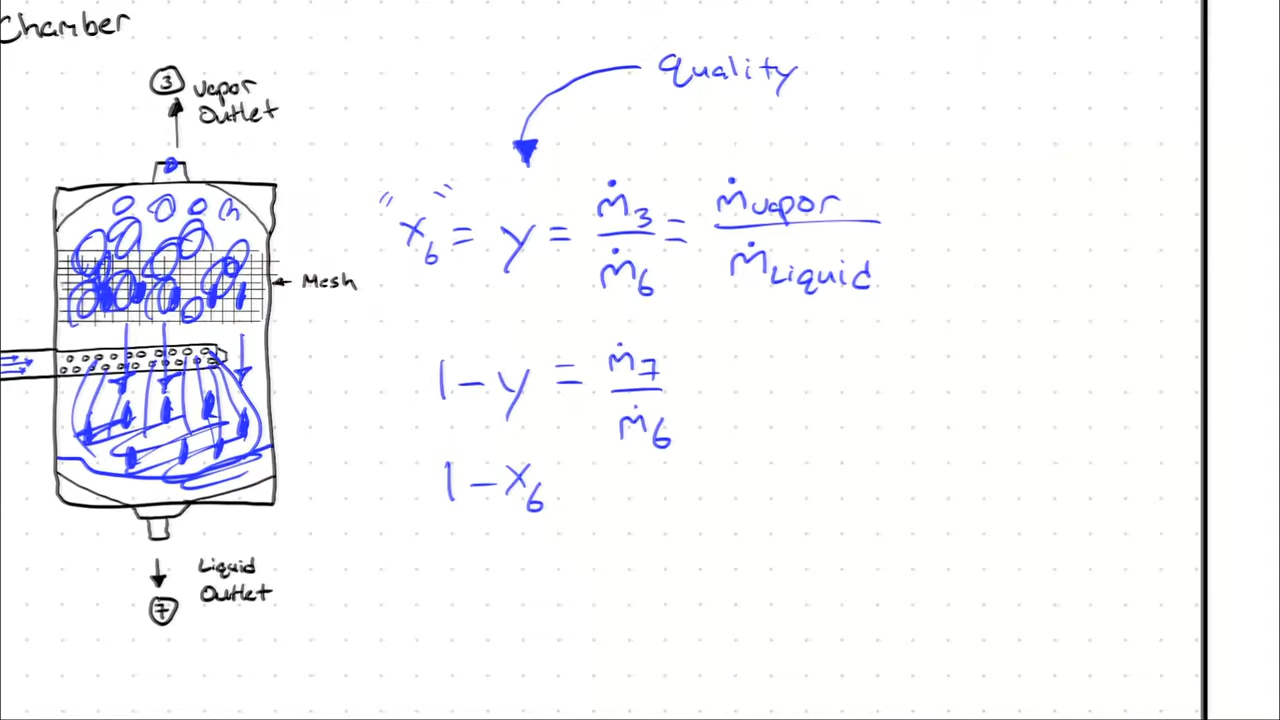 Chamber
3 Vapor
Outlet
Mesh
Liquid
Outlet
7
quality
"x₆" = y = ṁ₃/ṁ₆ = ṁvapor/ṁLiquid
1 - y = ṁ₇/ṁ₆
1 - x₆